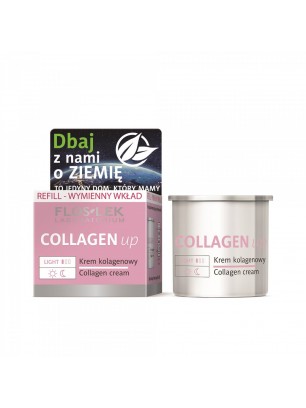 Dbaj
z nami
o ZIEMIĘ
TO JEDYNY DOM, KTÓRY MAMY
REFILL - WYMIENNY WKŁAD
FLOSLEK
COLLAGEN up
LIGHT
Krem kolagenowy
Collagen cream
COLLAGEN
LIGHT
Krem kolagenowy
Collagen cream